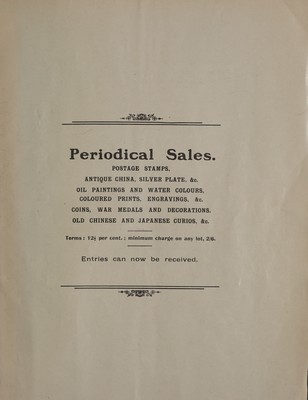 Periodical Sales.
POSTAGE STAMPS,
ANTIQUE CHINA, SILVER PLATE, &c.
OIL PAINTINGS AND WATER COLOURS,
COLOURED PRINTS, ENGRAVINGS, &c.
COINS, WAR MEDALS AND DECORATIONS.
OLD CHINESE AND JAPANESE CURIOS, &c.
Terms: 12½ per cent.; minimum charge on any lot, 2/6.
Entries can now be received.